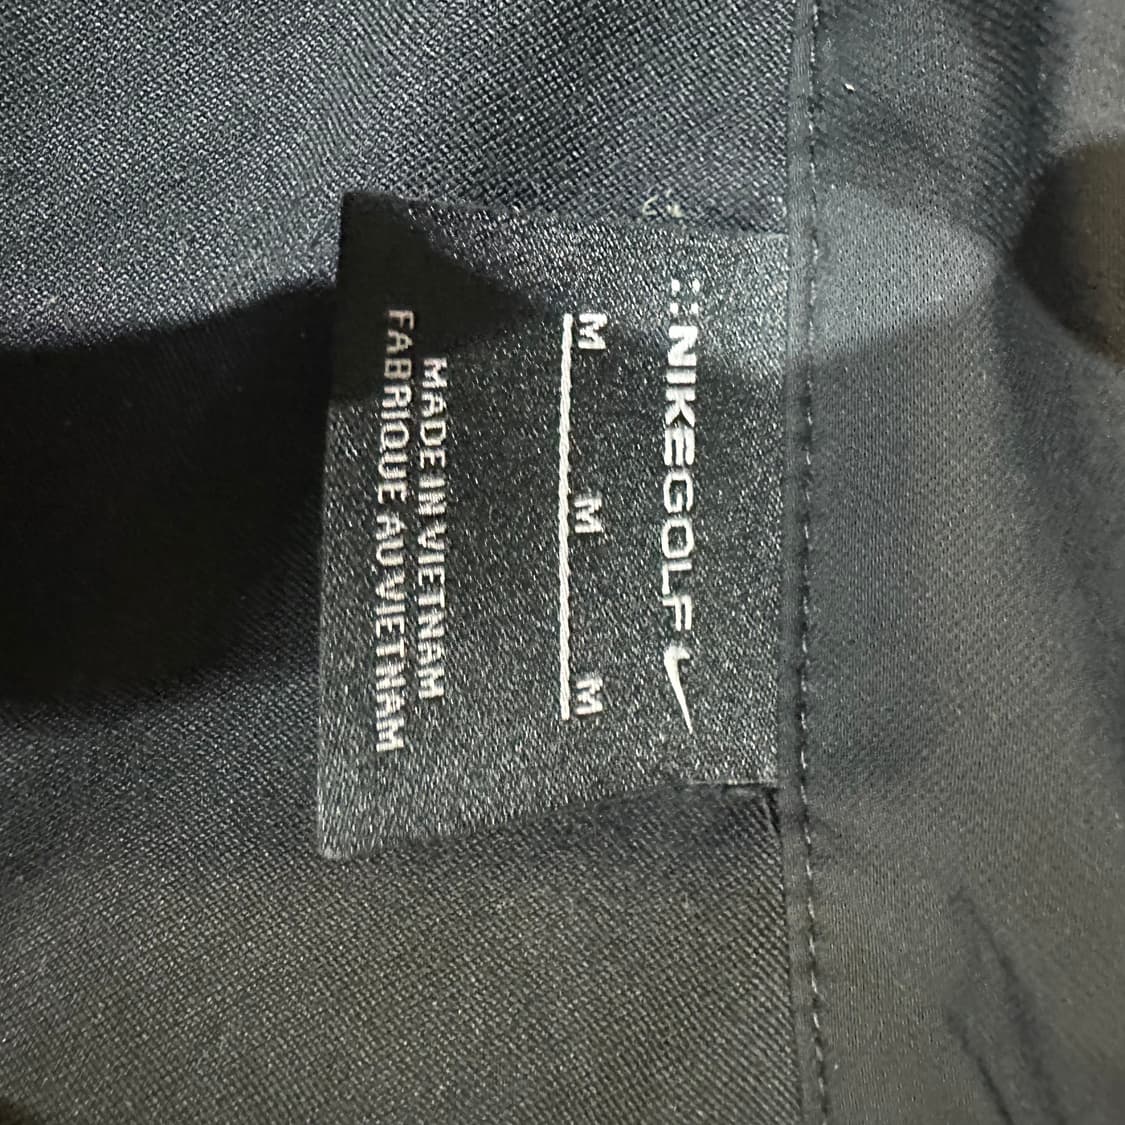 NIKEGOLF
M M M
MADE IN VIETNAM
FABRIQUE AU VIETNAM